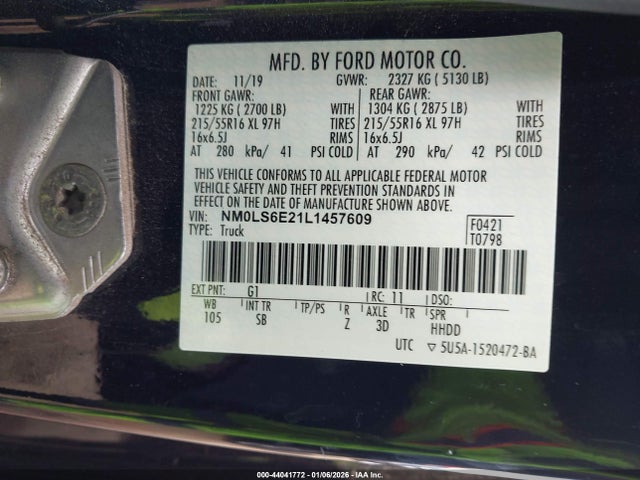 MFD. BY FORD MOTOR CO.
DATE: 11/19 GVWR: 2327 KG ( 5130 LB)
FRONT GAWR: REAR GAWR:
1225 KG ( 2700 LB) WITH 1304 KG ( 2875 LB) WITH
215/55R16 XL 97H TIRES 215/55R16 XL 97H TIRES
16x6.5J RIMS 16x6.5J RIMS
AT 280 kPa/ 41 PSI COLD AT 290 kPa/ 42 PSI COLD
THIS VEHICLE CONFORMS TO ALL APPLICABLE FEDERAL MOTOR
VEHICLE SAFETY AND THEFT PREVENTION STANDARDS IN
EFFECT ON THE DATE OF MANUFACTURE SHOWN ABOVE.
VIN: NM0LS6E21L1457609
TYPE: Truck
F0421
T0798
EXT PNT: G1 RC: 11 DSO:
WB INT TR TP/PS R AXLE TR SPR
105 SB Z 3D HHDD
UTC ▽ 5U5A-1520472-BA
000-44041772 - 01/06/2026 - IAA Inc.